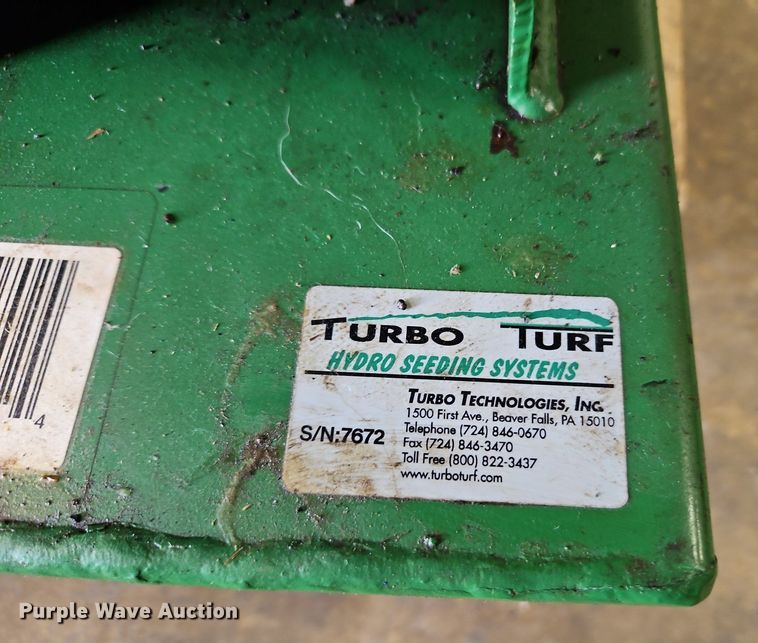 TURBO TURF
HYDRO SEEDING SYSTEMS
TURBO TECHNOLOGIES, INC.
1500 First Ave., Beaver Falls, PA 15010
S/N:7672
Telephone (724) 846-0670
Fax (724) 846-3470
Toll Free (800) 822-3437
www.turboturf.com
4
Purple Wave Auction